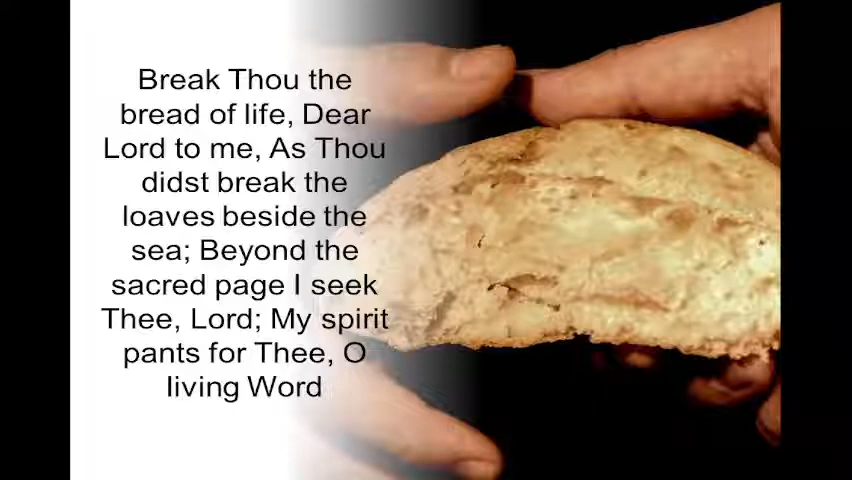 Break Thou the
bread of life, Dear
Lord to me, As Thou
didst break the
loaves beside the
sea; Beyond the
sacred page I seek
Thee, Lord; My spirit
pants for Thee, O
living Word